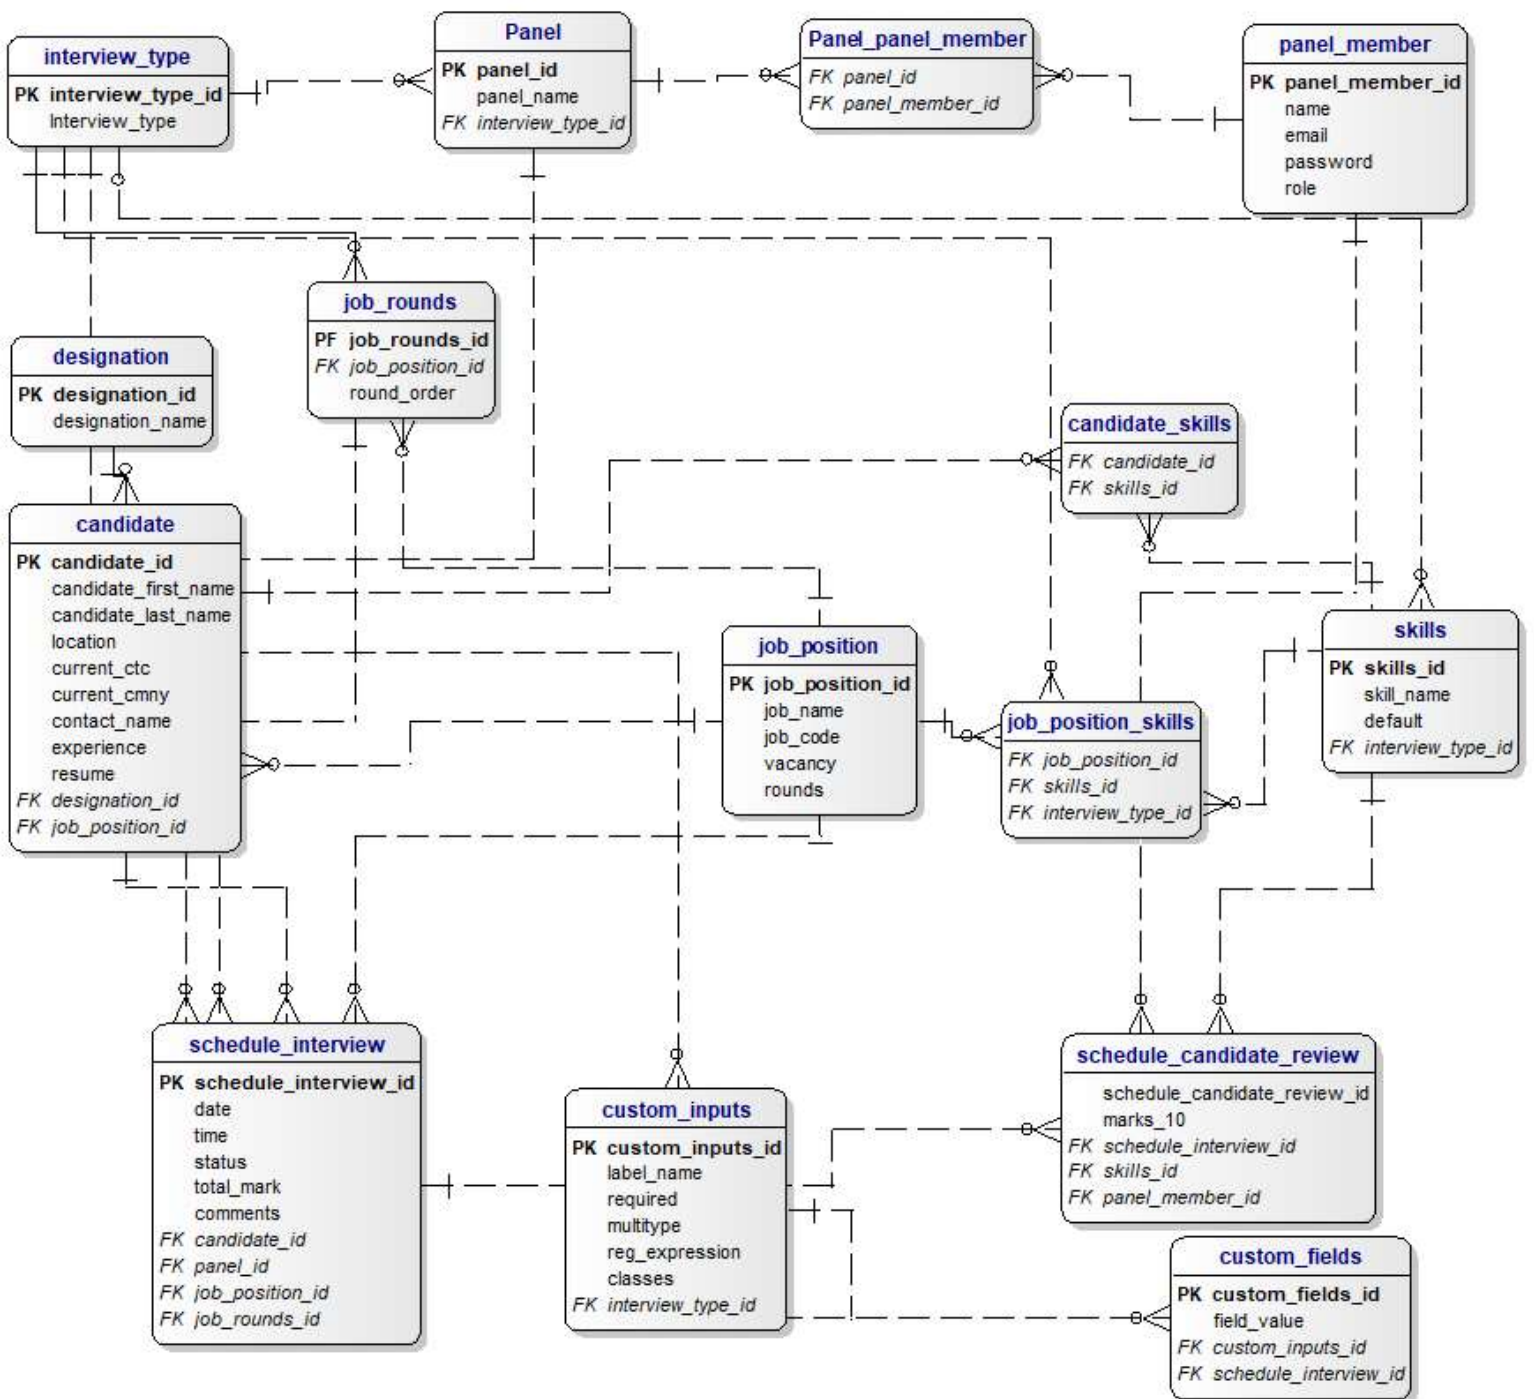 interview_type
PK interview_type_id
Interview_type
Panel
PK panel_id
panel_name
FK interview_type_id
Panel_panel_member
FK panel_id
FK panel_member_id
panel_member
PK panel_member_id
name
email
password
role
job_rounds
PF job_rounds_id
FK job_position_id
round_order
designation
PK designation_id
designation_name
candidate_skills
FK candidate_id
FK skills_id
candidate
PK candidate_id
candidate_first_name
candidate_last_name
location
current_ctc
current_cmny
contact_name
experience
resume
FK designation_id
FK job_position_id
job_position
PK job_position_id
job_name
job_code
vacancy
rounds
job_position_skills
FK job_position_id
FK skills_id
FK interview_type_id
skills
PK skills_id
skill_name
default
FK interview_type_id
schedule_interview
PK schedule_interview_id
date
time
status
total_mark
comments
FK candidate_id
FK panel_id
FK job_position_id
FK job_rounds_id
custom_inputs
PK custom_inputs_id
label_name
required
multitype
reg_expression
classes
FK interview_type_id
schedule_candidate_review
schedule_candidate_review_id
marks_10
FK schedule_interview_id
FK skills_id
FK panel_member_id
custom_fields
PK custom_fields_id
field_value
FK custom_inputs_id
FK schedule_interview_id